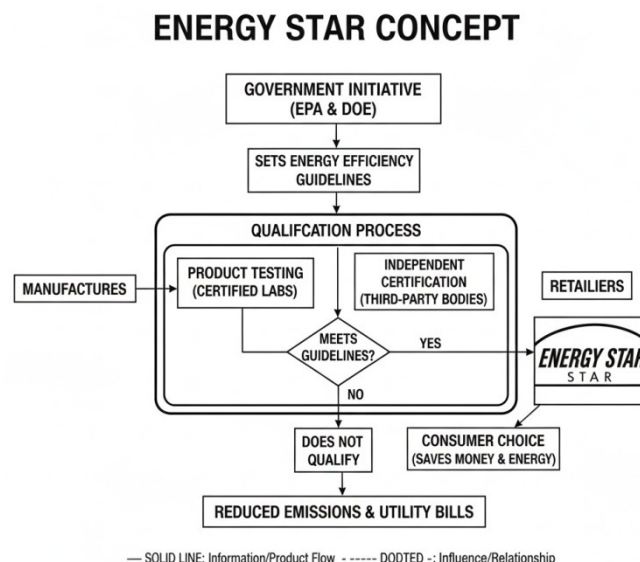 ENERGY STAR CONCEPT
GOVERNMENT INITIATIVE
(EPA & DOE)
SETS ENERGY EFFICIENCY
GUIDELINES
QUALIFCATION PROCESS
MANUFACTURES
PRODUCT TESTING
(CERTIFIED LABS)
INDEPENDENT
CERTIFICATION
(THIRD-PARTY BODIES)
RETAILIERS
MEETS
GUIDELINES?
YES
ENERGY STAR
STAR
NO
DOES NOT
QUALIFY
CONSUMER CHOICE
(SAVES MONEY & ENERGY)
REDUCED EMISSIONS & UTILITY BILLS
— SOLID LINE: Information/Product Flow - ----- DODTED -: Influence/Relationship